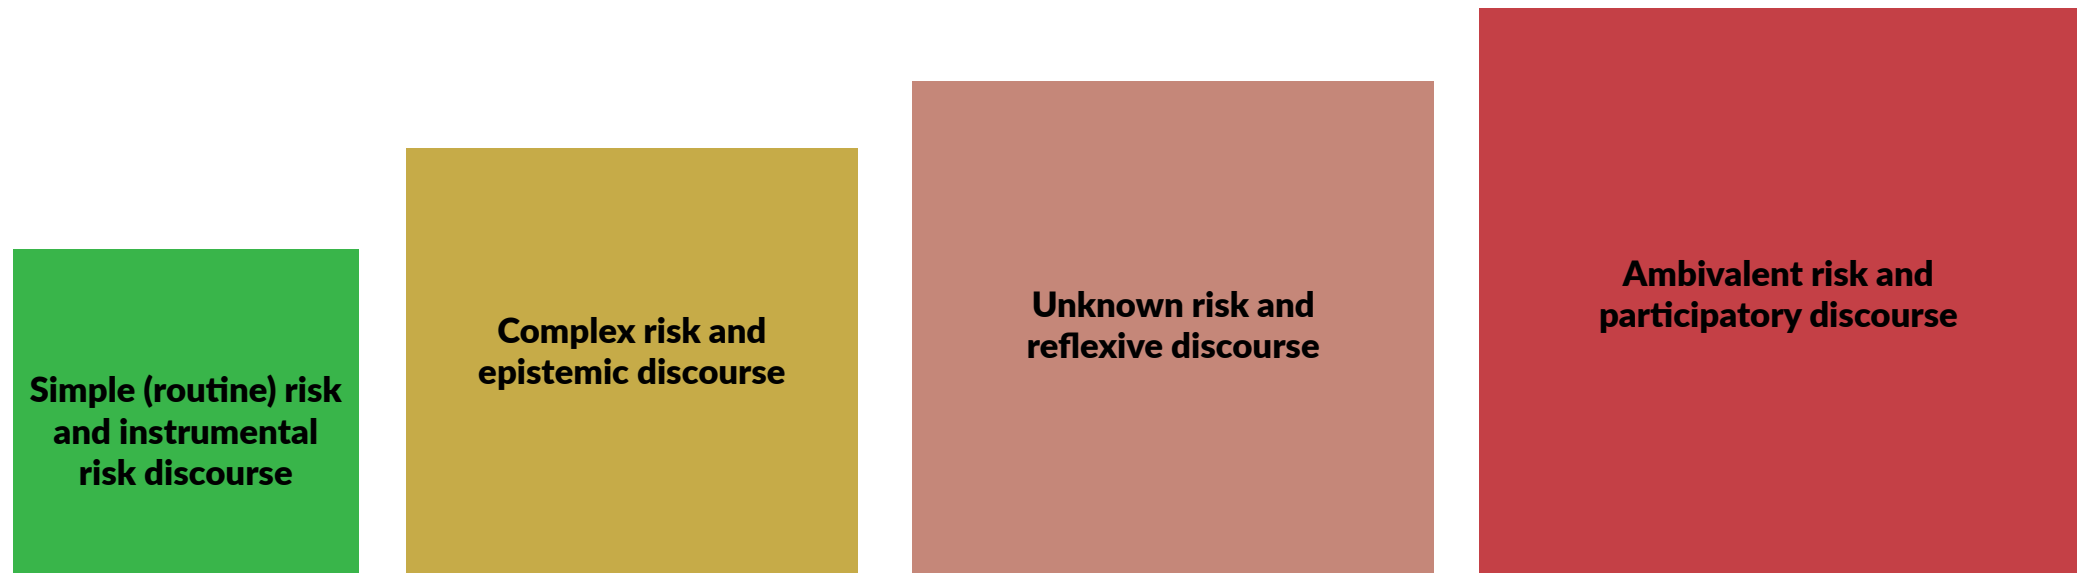 Simple (routine) risk
and instrumental
risk discourse
Complex risk and
epistemic discourse
Unknown risk and
reflexive discourse
Ambivalent risk and
participatory discourse